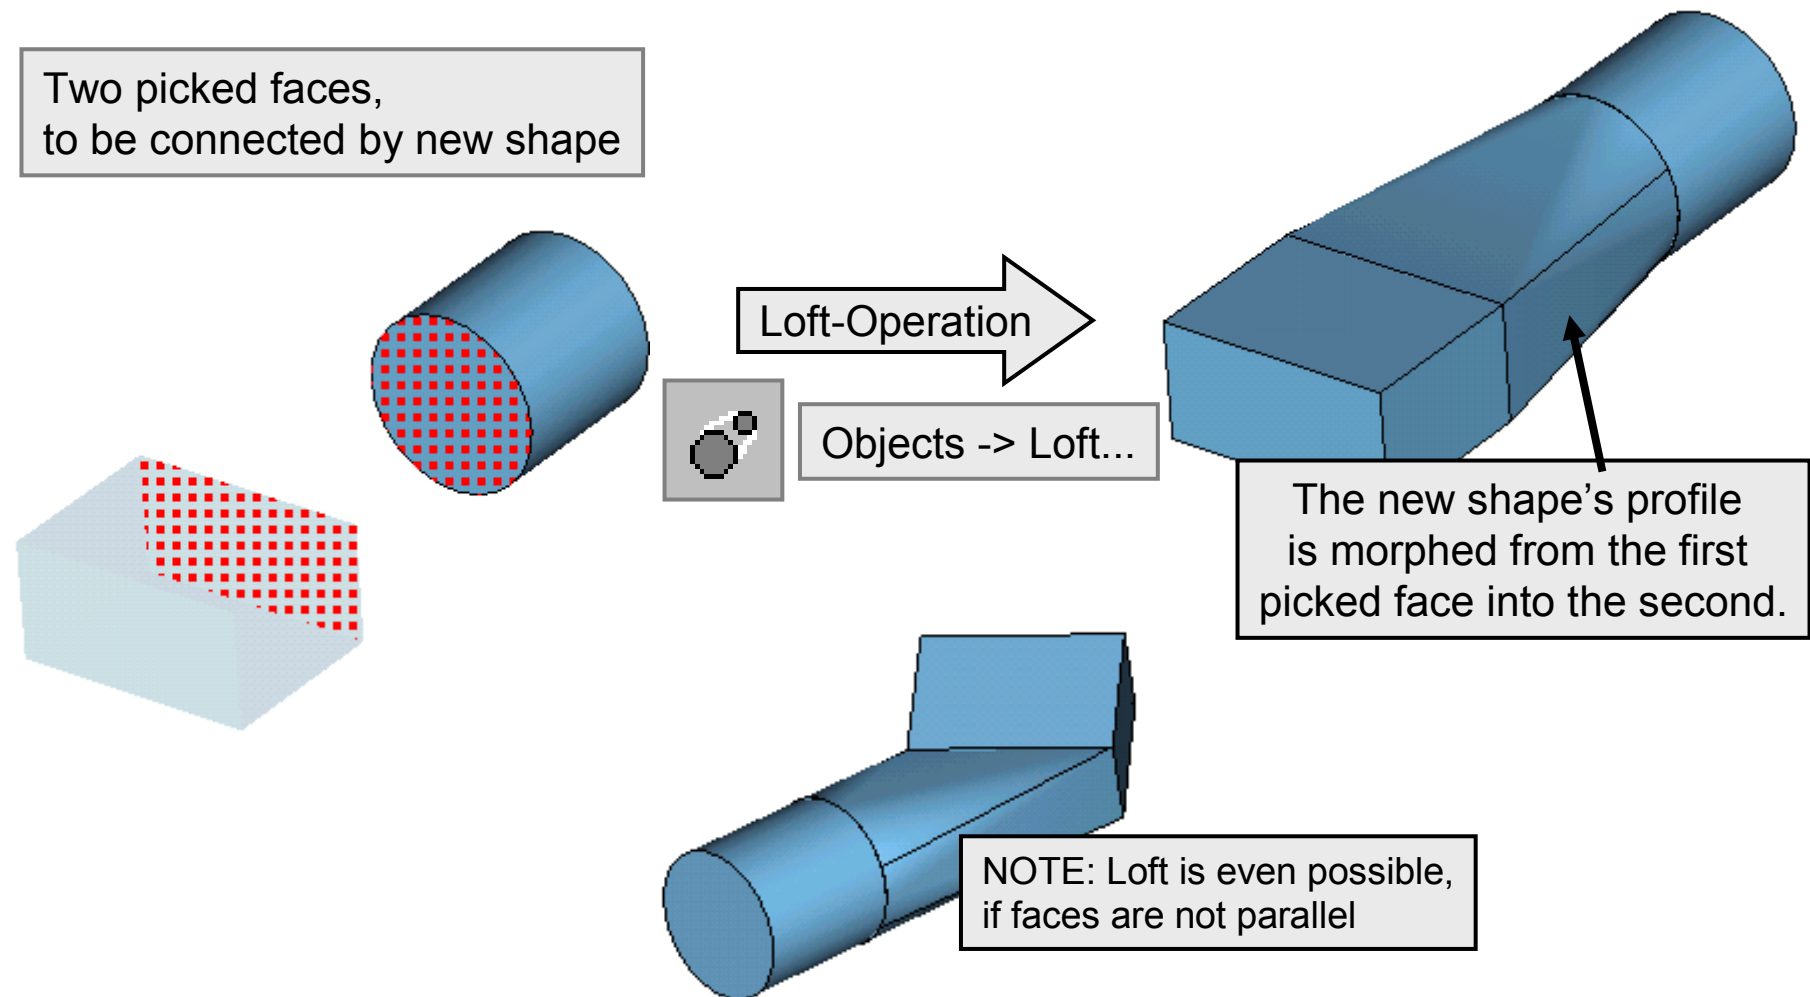 Two picked faces,
to be connected by new shape
Loft-Operation
Objects -> Loft...
The new shape’s profile
is morphed from the first
picked face into the second.
NOTE: Loft is even possible,
if faces are not parallel